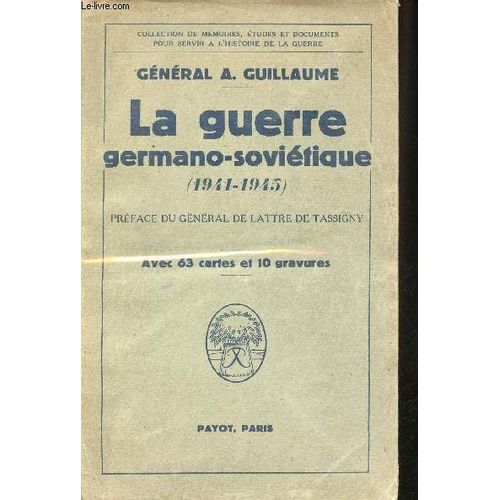 le-livre.com
COLLECTION DE MÉMOIRES, ÉTUDES ET DOCUMENTS
POUR SERVIR A L'HISTOIRE DE LA GUERRE
GÉNÉRAL A. GUILLAUME
La guerre
germano-soviétique
(1941-1945)
PRÉFACE DU GÉNÉRAL DE LATTRE DE TASSIGNY
Avec 63 cartes et 10 gravures
PAYOT, PARIS